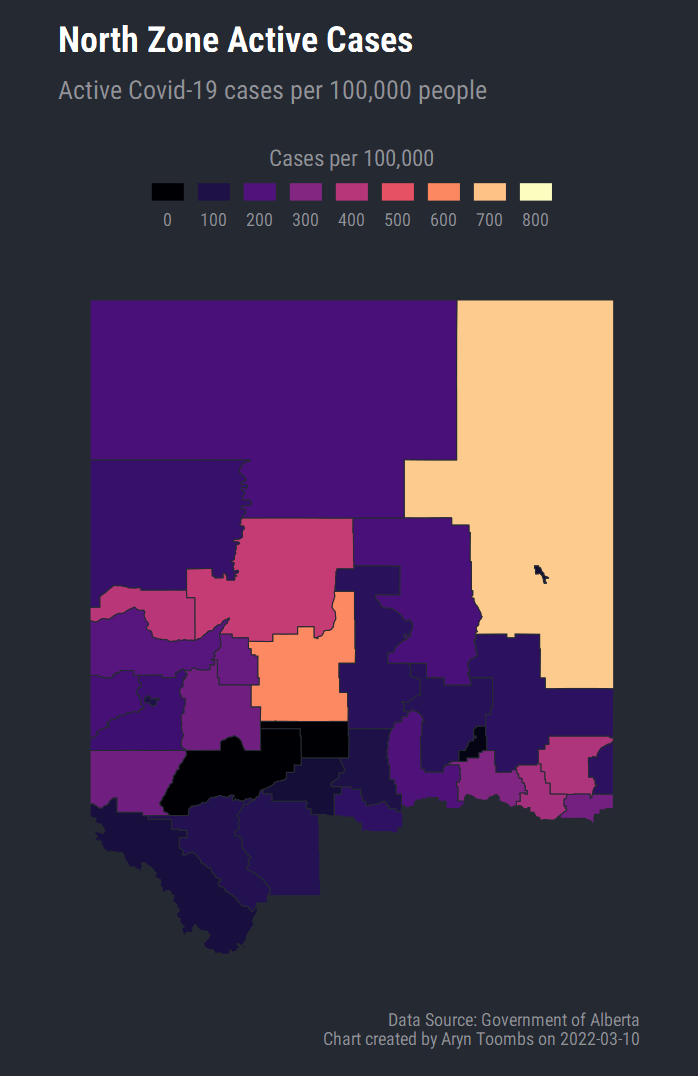 North Zone Active Cases
Active Covid-19 cases per 100,000 people
Cases per 100,000
0 100 200 300 400 500 600 700 800
Data Source: Government of Alberta
Chart created by Aryn Toombs on 2022-03-10